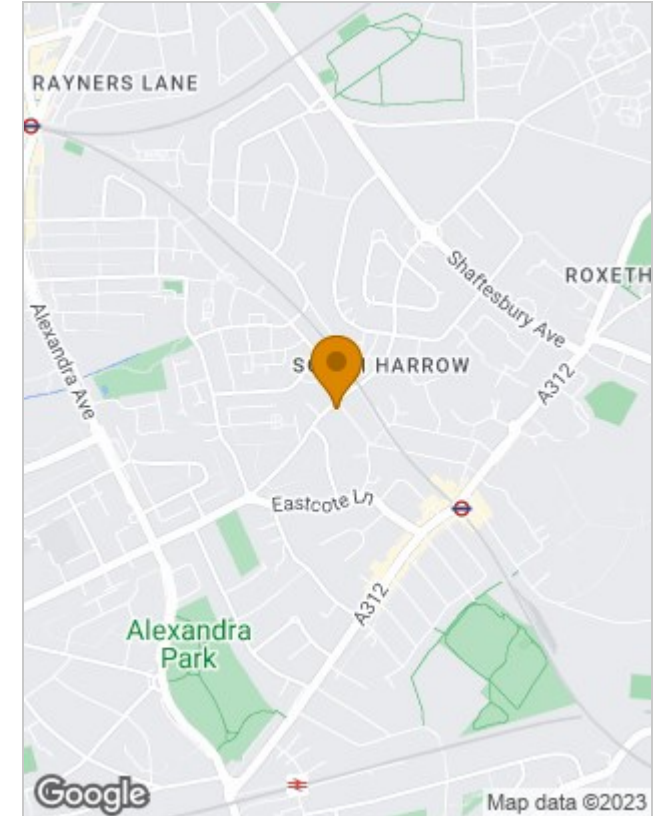 RAYNERS LANE
Shaftesbury Ave
ROXETH
Alexandra Ave
HARROW
A312
Eastcote Ln
A312
Alexandra
Park
Google
Map data ©2023